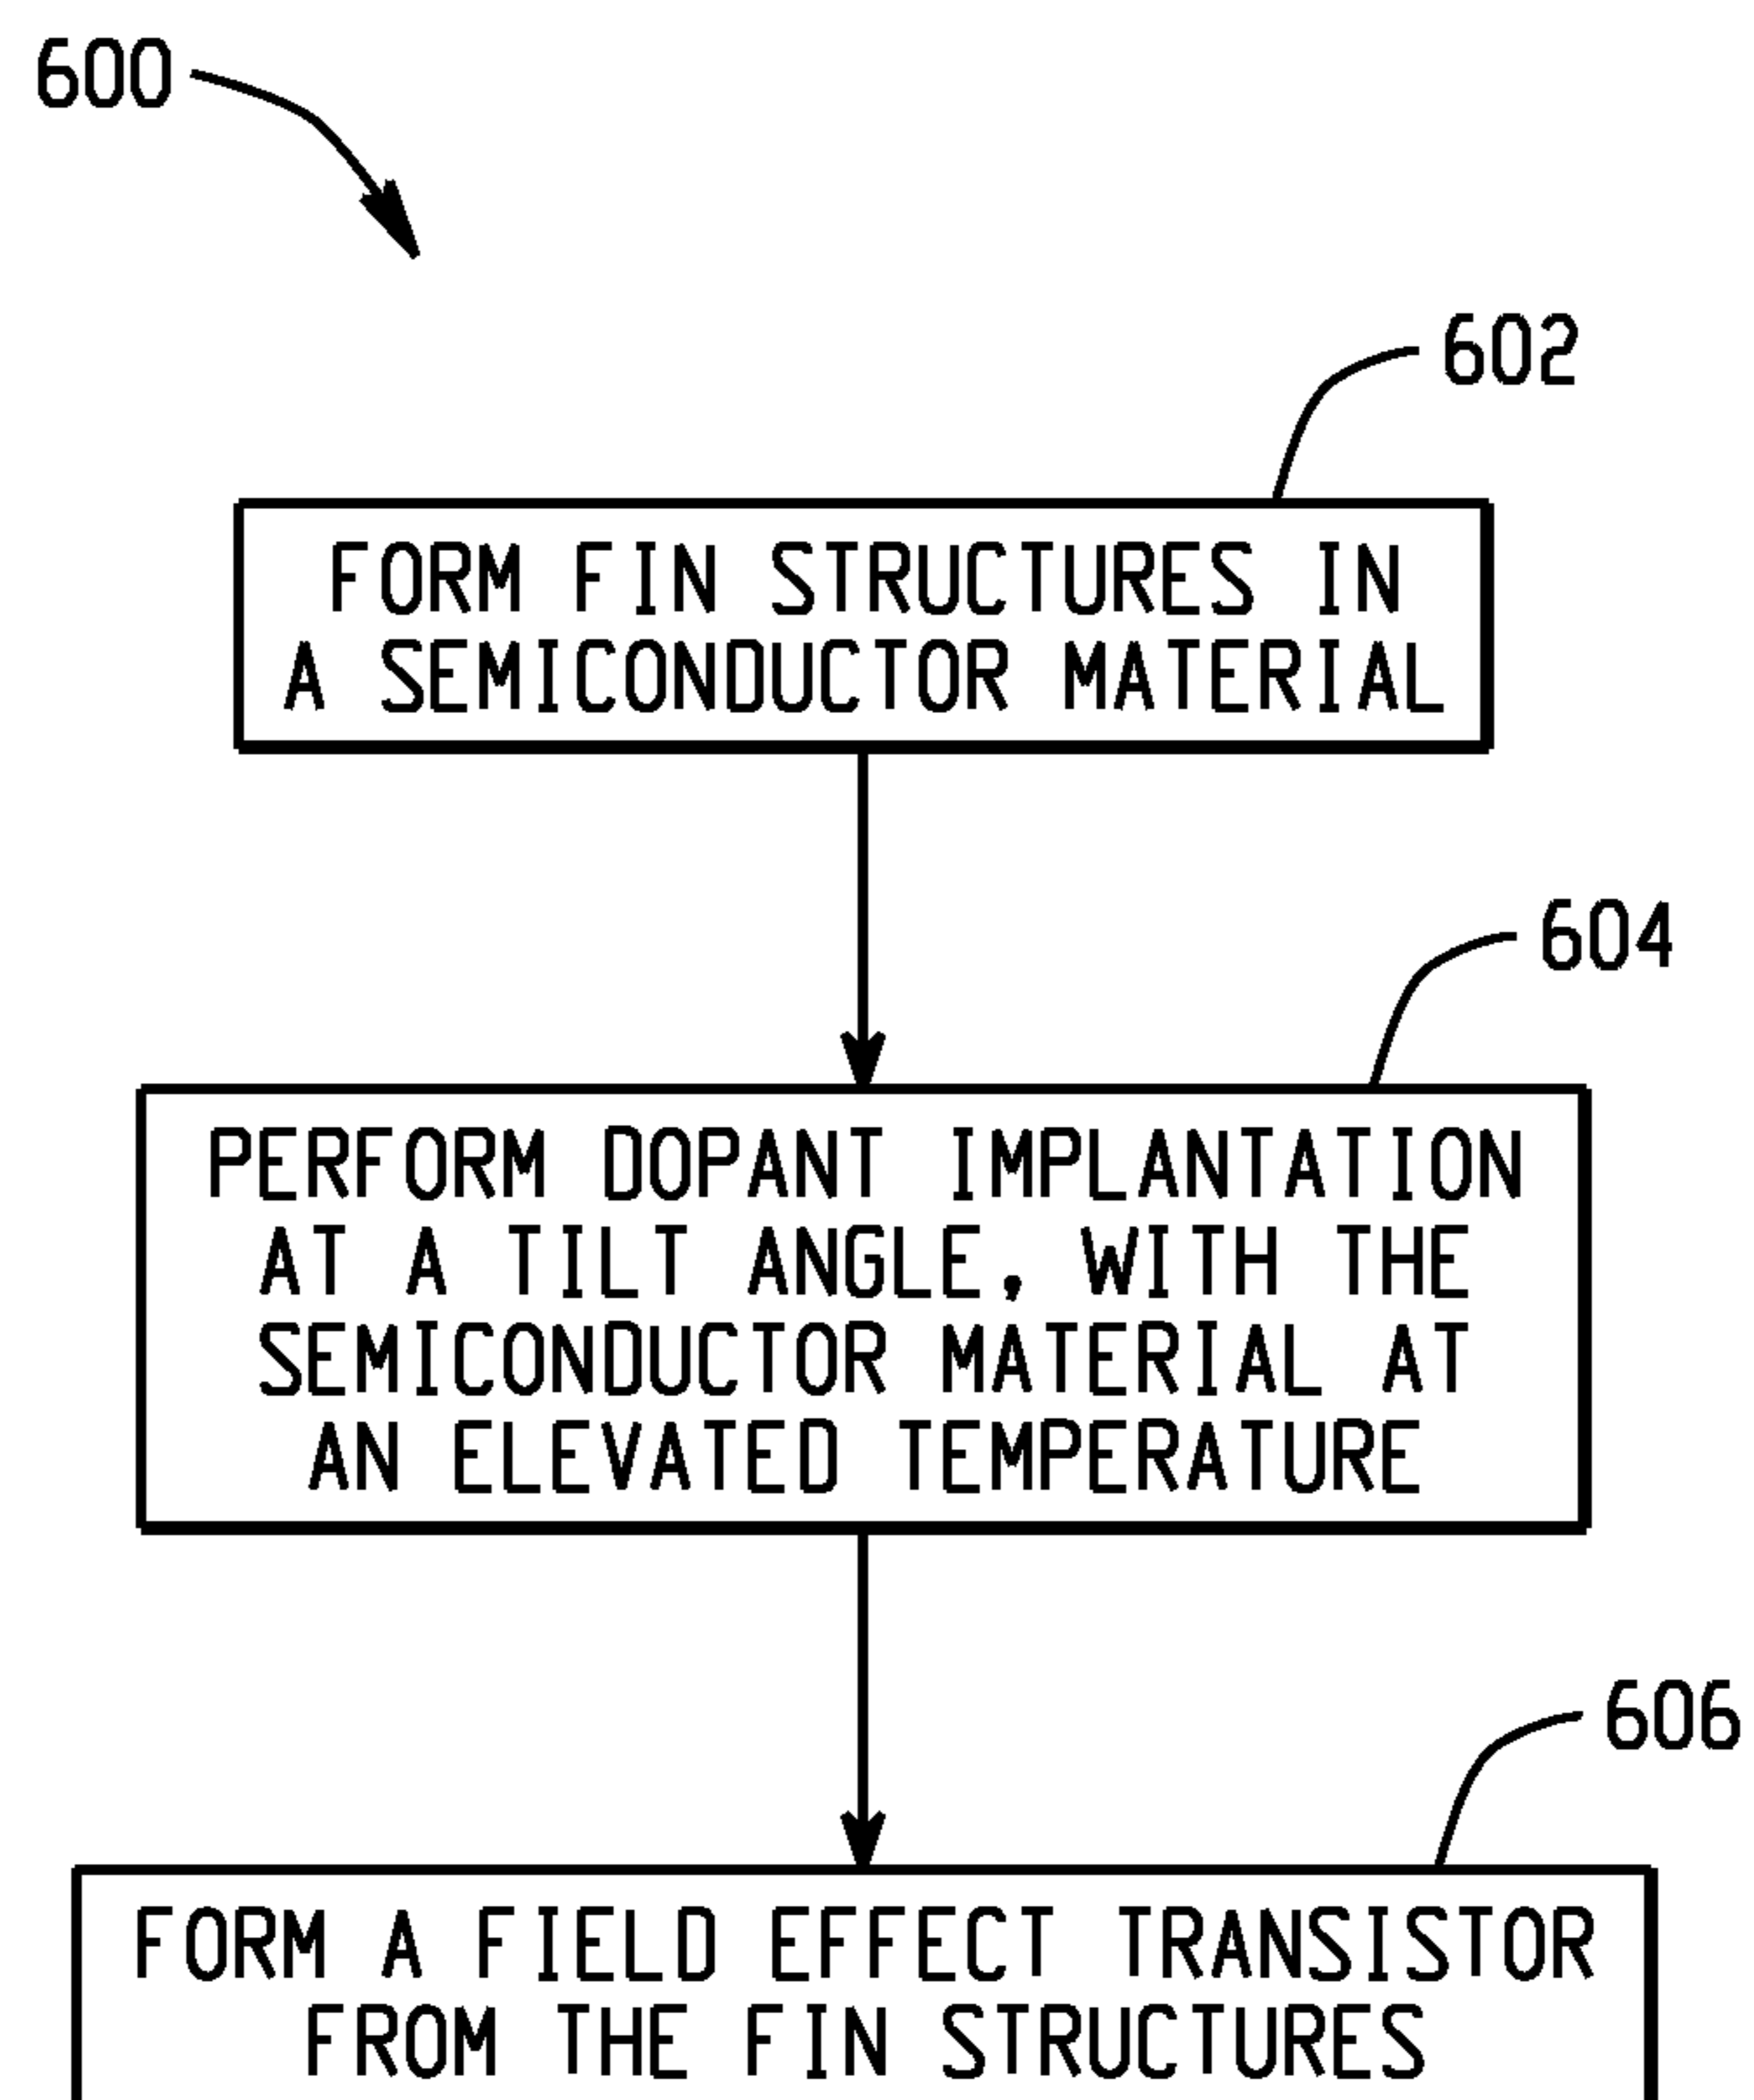 600
602
FORM FIN STRUCTURES IN
A SEMICONDUCTOR MATERIAL
604
PERFORM DOPANT IMPLANTATION
AT A TILT ANGLE, WITH THE
SEMICONDUCTOR MATERIAL AT
AN ELEVATED TEMPERATURE
606
FORM A FIELD EFFECT TRANSISTOR
FROM THE FIN STRUCTURES